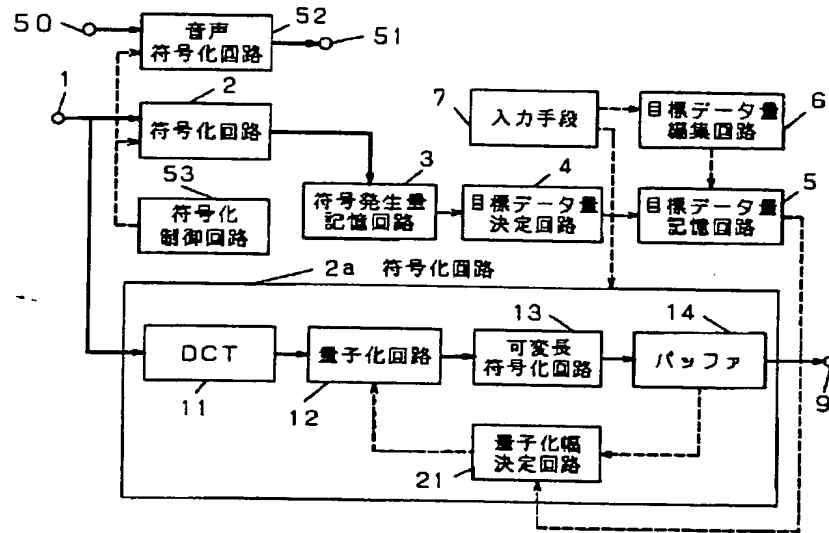 50
音声
符号化回路
52
51
1
2
符号化回路
7
入力手段
目標データ量
編集回路
6
53
符号化
制御回路
3
符号発生量
記憶回路
4
目標データ量
決定回路
5
目標データ量
記憶回路
2a 符号化回路
DCT
11
量子化回路
12
13
可変長
符号化回路
14
バッファ
9
量子化幅
決定回路
21